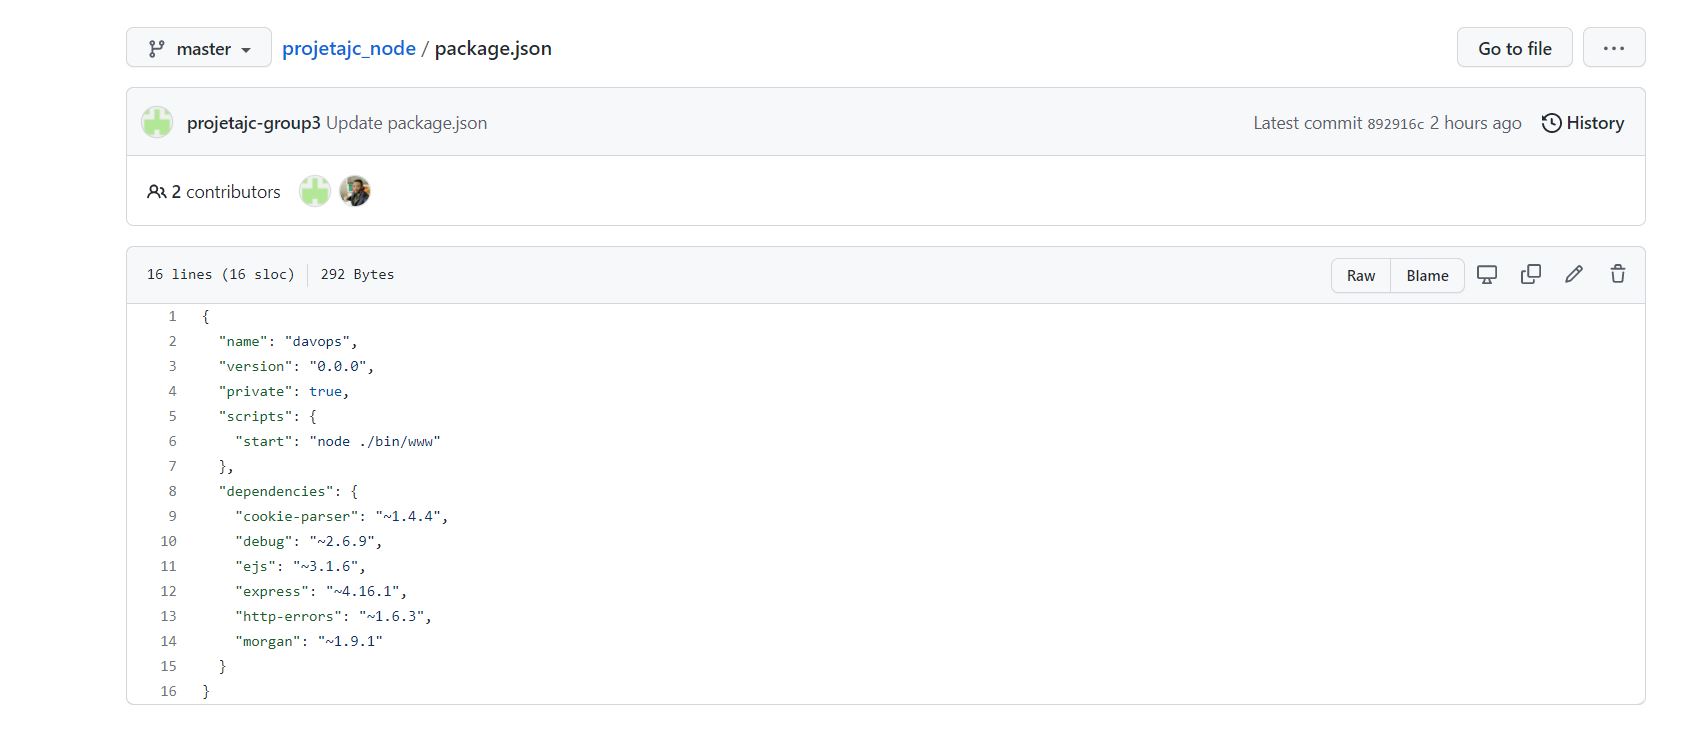 master projetajc_node / package.json Go to file ...
projetajc-group3 Update package.json Latest commit 892916c 2 hours ago History
2 contributors
16 lines (16 sloc) 292 Bytes Raw Blame
1 {
2 "name": "davops",
3 "version": "0.0.0",
4 "private": true,
5 "scripts": {
6 "start": "node ./bin/www"
7 },
8 "dependencies": {
9 "cookie-parser": "~1.4.4",
10 "debug": "~2.6.9",
11 "ejs": "~3.1.6",
12 "express": "~4.16.1",
13 "http-errors": "~1.6.3",
14 "morgan": "~1.9.1"
15 }
16 }